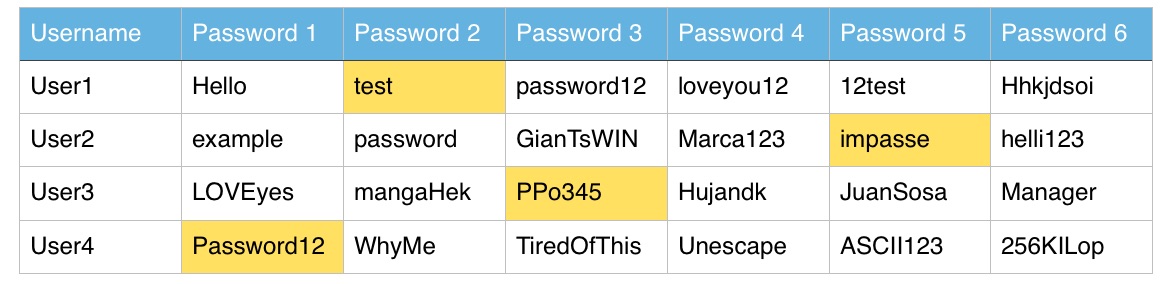 Username Password 1 Password 2 Password 3 Password 4 Password 5 Password 6
User1 Hello test password12 loveyou12 12test Hhkjdsoi
User2 example password GianTsWIN Marca123 impasse helli123
User3 LOVEyes mangaHek PPo345 Hujandk JuanSosa Manager
User4 Password12 WhyMe TiredOfThis Unescape ASCII123 256KILop